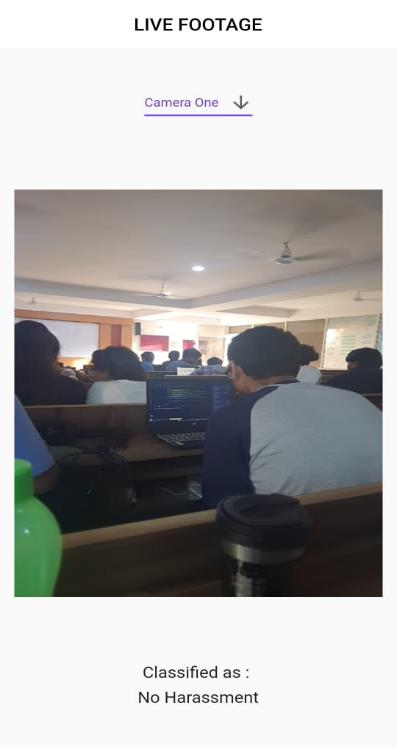 LIVE FOOTAGE
Camera One
Classified as :
No Harassment